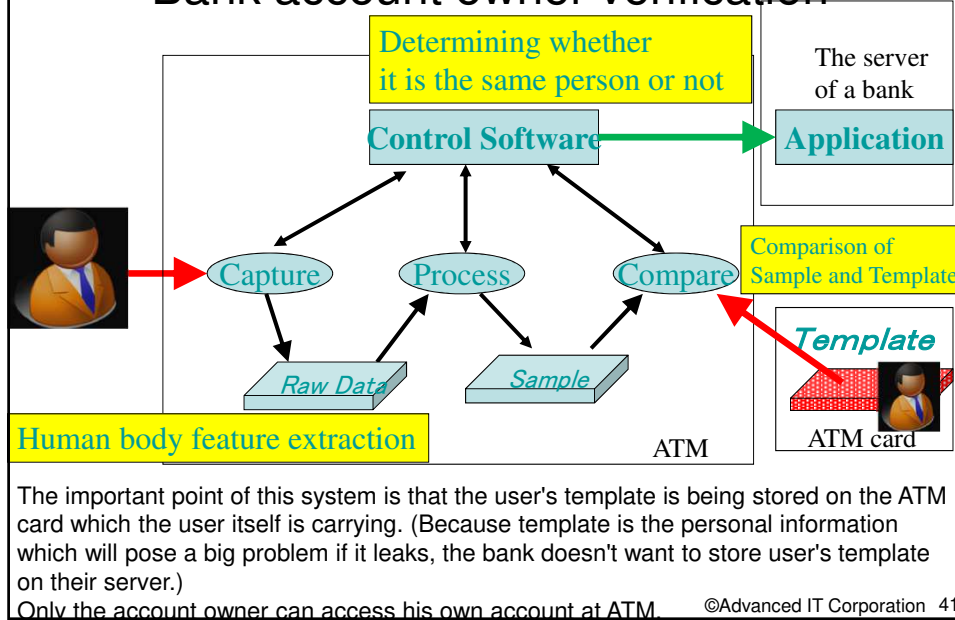 Bank account owner verification
Determining whether
it is the same person or not
The server
of a bank
Control Software
Application
Capture
Process
Compare
Comparison of
Sample and Template
Raw Data
Sample
Template
Human body feature extraction
ATM
ATM card
The important point of this system is that the user's template is being stored on the ATM
card which the user itself is carrying. (Because template is the personal information
which will pose a big problem if it leaks, the bank doesn't want to store user's template
on their server.)
Only the account owner can access his own account at ATM.
©Advanced IT Corporation 41